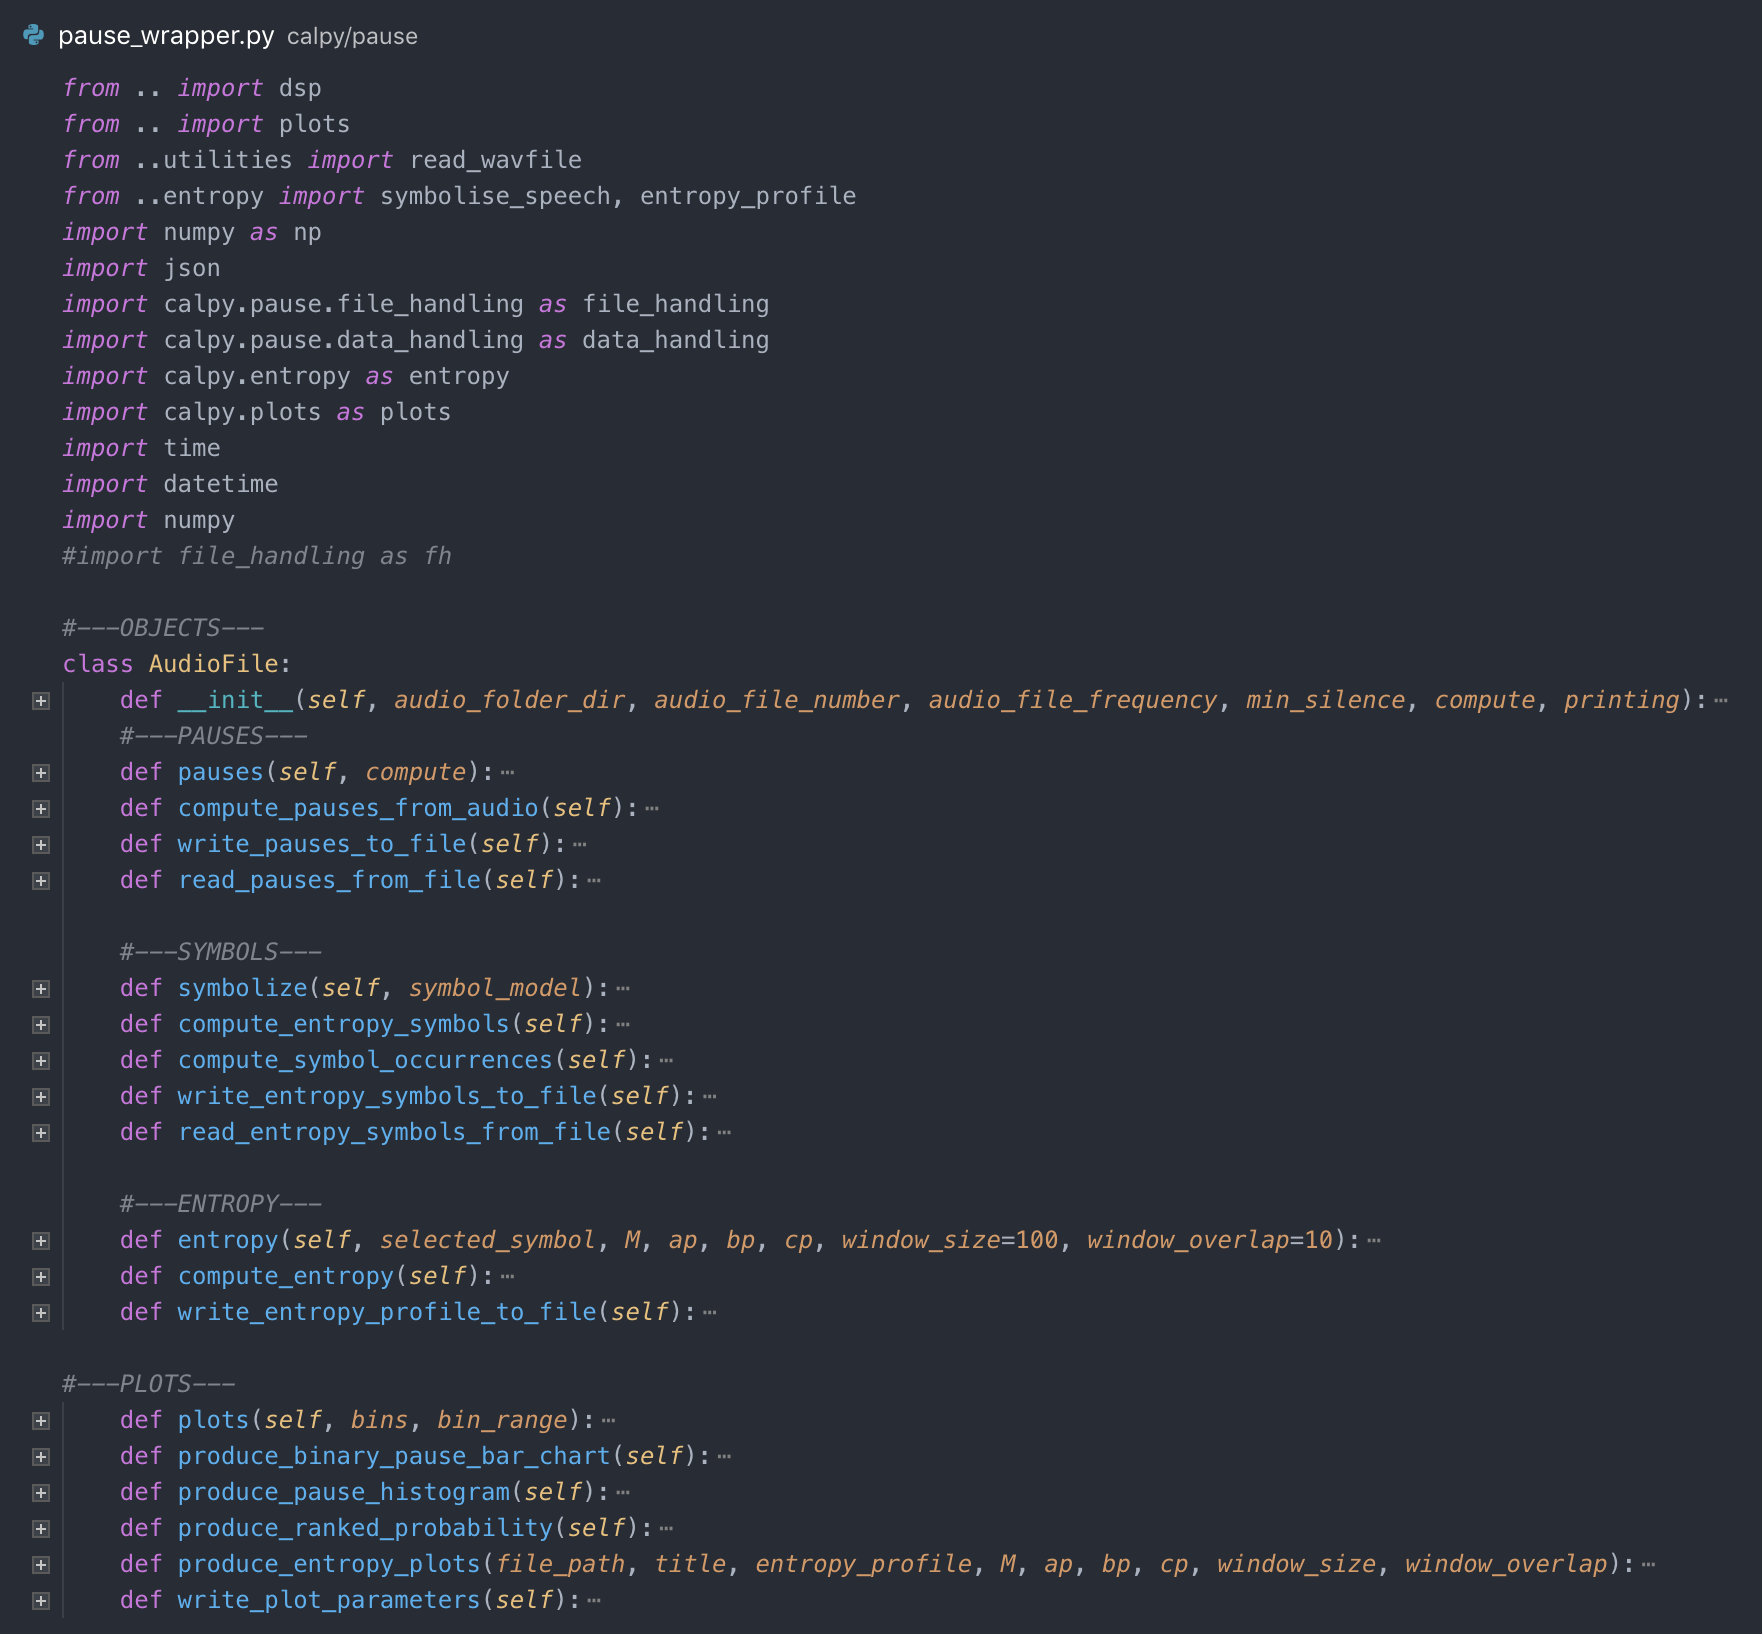 pause_wrapper.py calpy/pause
from .. import dsp
from .. import plots
from ..utilities import read_wavfile
from ..entropy import symbolise_speech, entropy_profile
import numpy as np
import json
import calpy.pause.file_handling as file_handling
import calpy.pause.data_handling as data_handling
import calpy.entropy as entropy
import calpy.plots as plots
import time
import datetime
import numpy
#import file_handling as fh
#---OBJECTS---
class AudioFile:
def __init__(self, audio_folder_dir, audio_file_number, audio_file_frequency, min_silence, compute, printing):⋯
#---PAUSES---
def pauses(self, compute):⋯
def compute_pauses_from_audio(self):⋯
def write_pauses_to_file(self):⋯
def read_pauses_from_file(self):⋯
#---SYMBOLS---
def symbolize(self, symbol_model):⋯
def compute_entropy_symbols(self):⋯
def compute_symbol_occurrences(self):⋯
def write_entropy_symbols_to_file(self):⋯
def read_entropy_symbols_from_file(self):⋯
#---ENTROPY---
def entropy(self, selected_symbol, M, ap, bp, cp, window_size=100, window_overlap=10):⋯
def compute_entropy(self):⋯
def write_entropy_profile_to_file(self):⋯
#---PLOTS---
def plots(self, bins, bin_range):⋯
def produce_binary_pause_bar_chart(self):⋯
def produce_pause_histogram(self):⋯
def produce_ranked_probability(self):⋯
def produce_entropy_plots(file_path, title, entropy_profile, M, ap, bp, cp, window_size, window_overlap):⋯
def write_plot_parameters(self):⋯